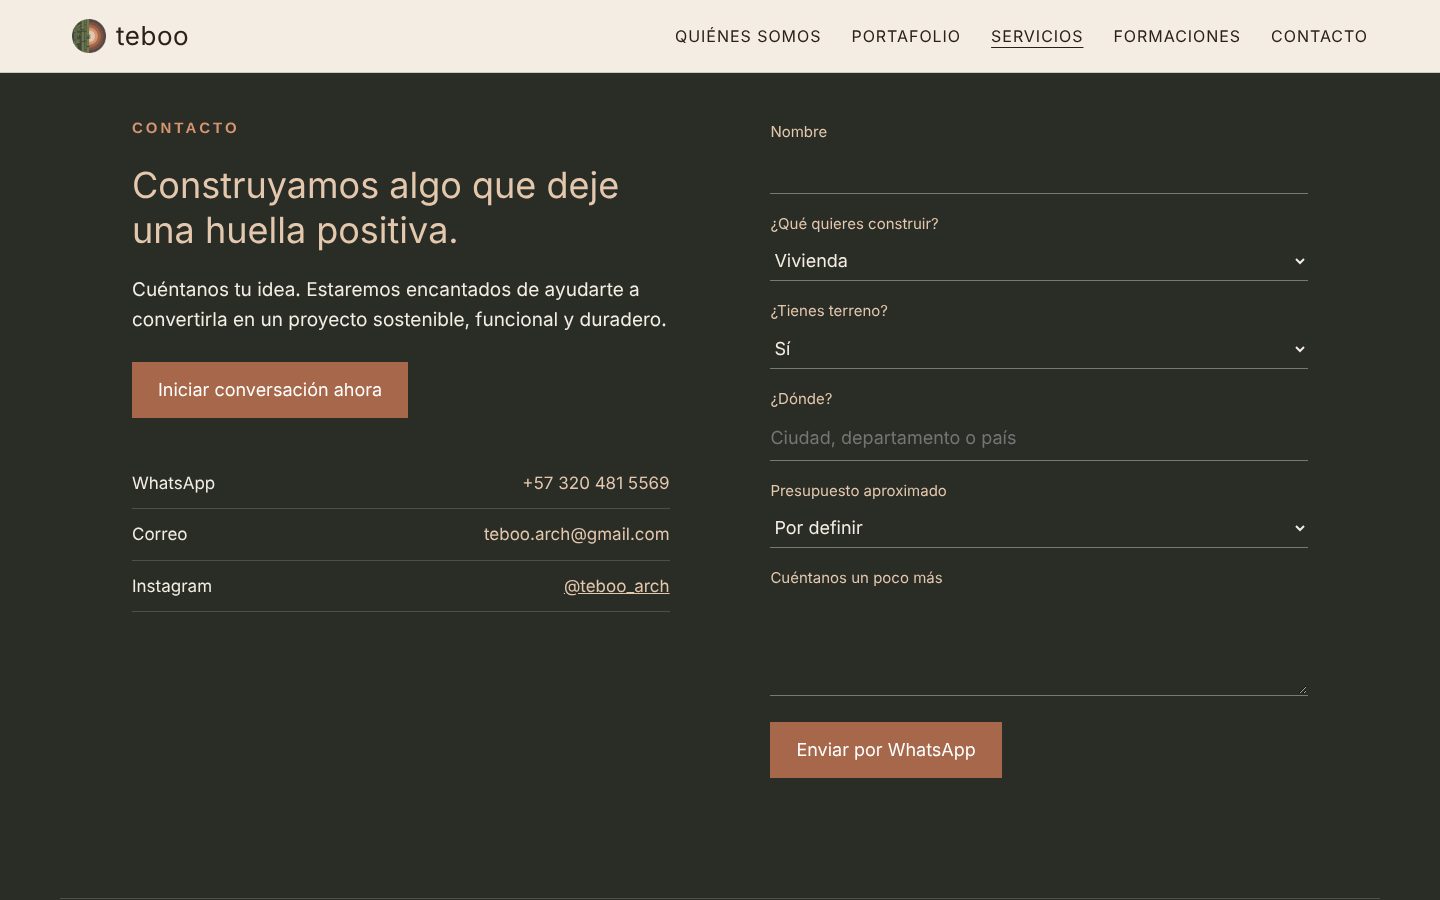 teboo
QUIÉNES SOMOS
PORTAFOLIO
SERVICIOS
FORMACIONES
CONTACTO
CONTACTO
Construyamos algo que deje
una huella positiva.
Cuéntanos tu idea. Estaremos encantados de ayudarte a
convertirla en un proyecto sostenible, funcional y duradero.
Iniciar conversación ahora
WhatsApp +57 320 481 5569
Correo teboo.arch@gmail.com
Instagram @teboo_arch
Nombre
¿Qué quieres construir?
Vivienda
¿Tienes terreno?
Sí
¿Dónde?
Ciudad, departamento o país
Presupuesto aproximado
Por definir
Cuéntanos un poco más
Enviar por WhatsApp